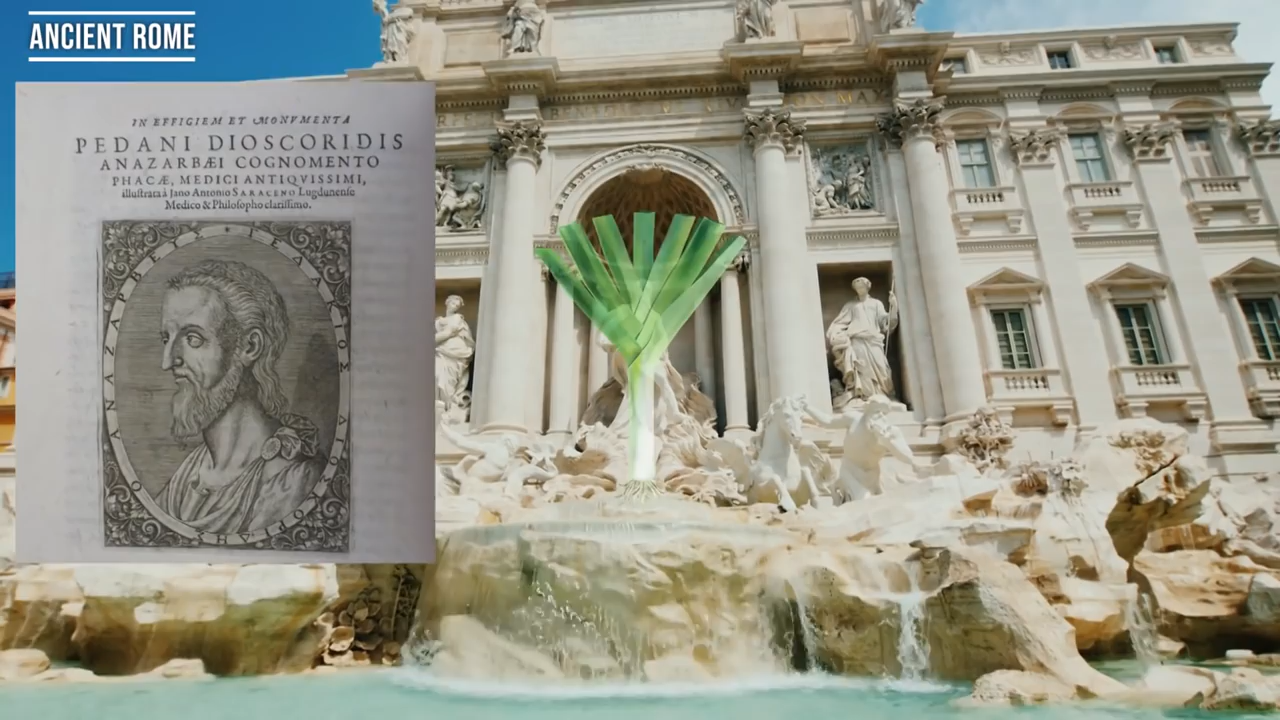 ANCIENT ROME
IN EFFIGIEM ET MONVMENTA
PEDANI DIOSCORIDIS
ANAZARBÆI COGNOMENTO
PHACÆ, MEDICI ANTIQVISSIMI,
illustrata à Jano Antonio SARACENO Lugdunense
Medico & Philosopho clarissimo.